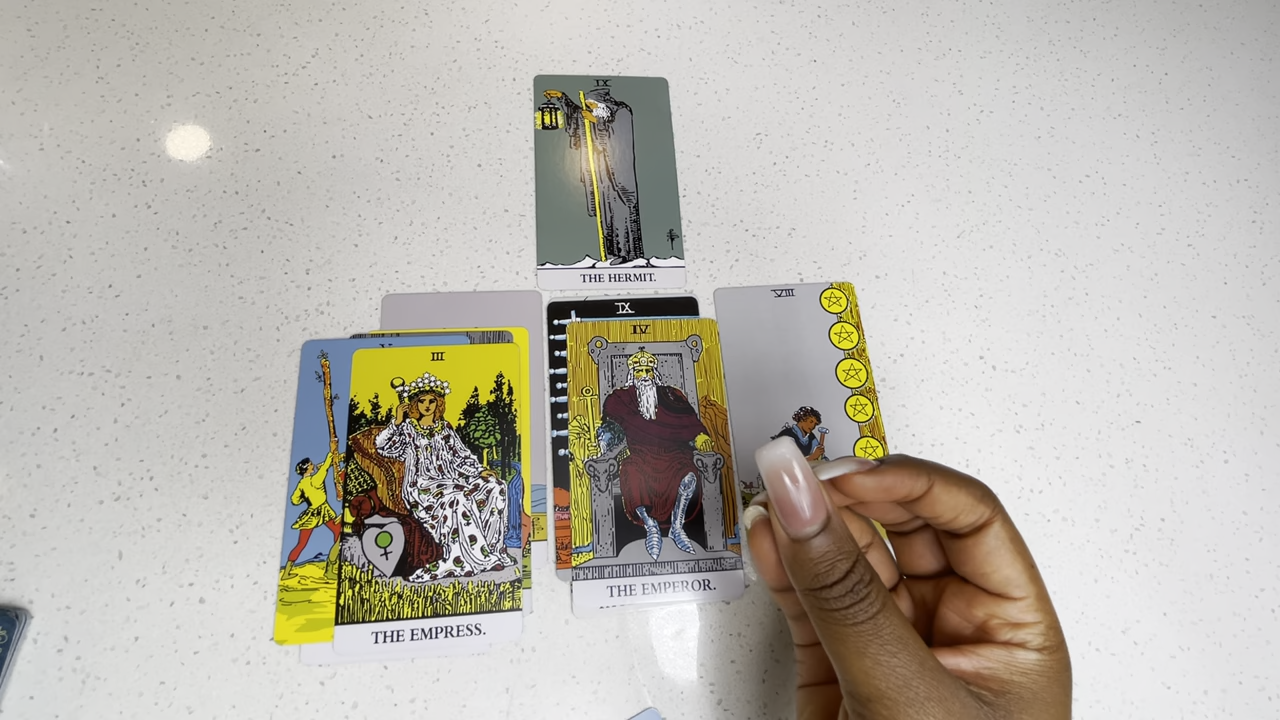 IX
THE HERMIT.
III
THE EMPRESS.
IX
IV
THE EMPEROR.
VIII